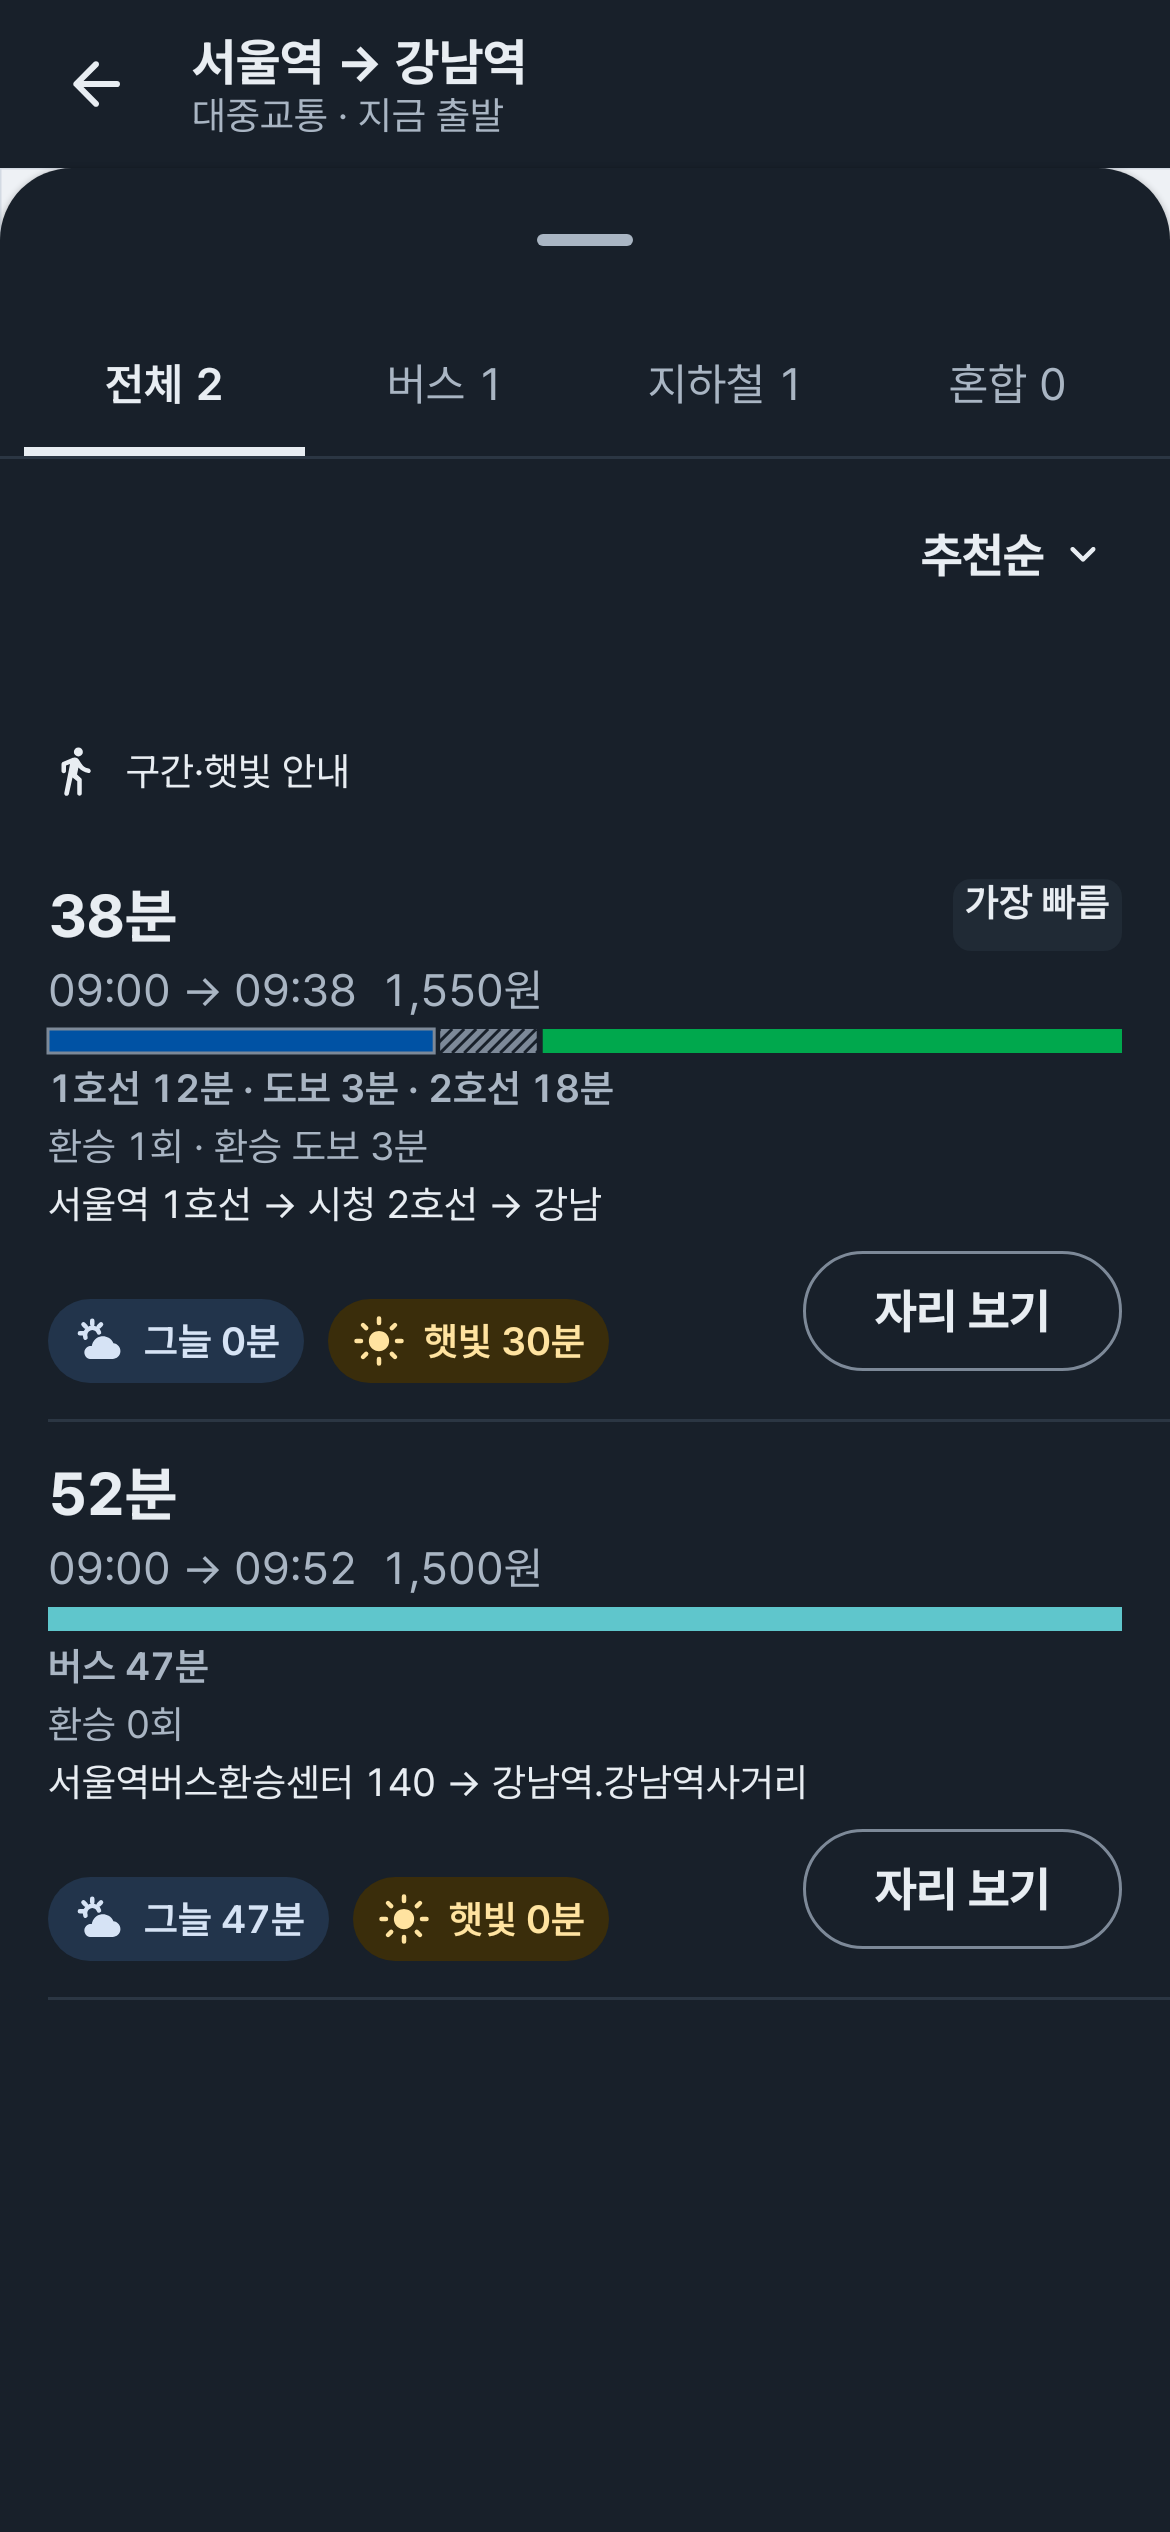 서울역 → 강남역
대중교통 · 지금 출발
전체 2 버스 1 지하철 1 혼합 0
추천순
구간·햇빛 안내
38분 가장 빠름
09:00 → 09:38 1,550원
1호선 12분 · 도보 3분 · 2호선 18분
환승 1회 · 환승 도보 3분
서울역 1호선 → 시청 2호선 → 강남
그늘 0분 햇빛 30분 자리 보기
52분
09:00 → 09:52 1,500원
버스 47분
환승 0회
서울역버스환승센터 140 → 강남역.강남역사거리
그늘 47분 햇빛 0분 자리 보기